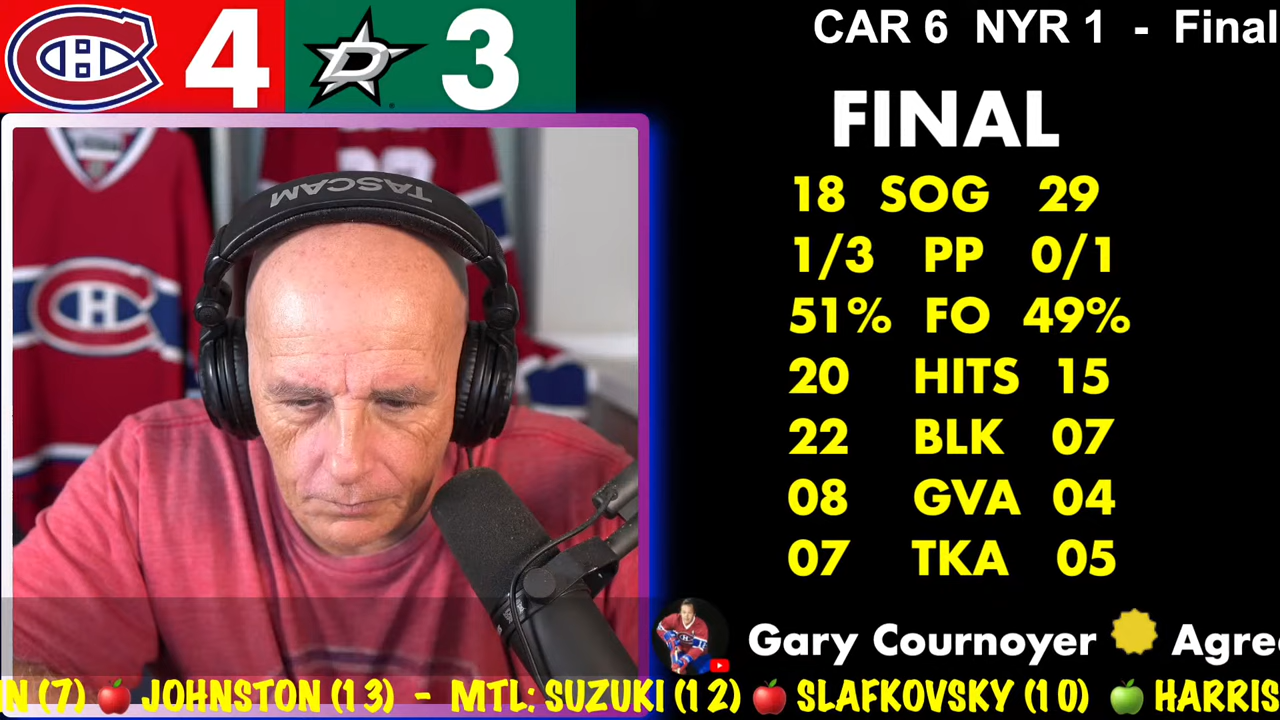 4 3
CAR 6 NYR 1 - Final
FINAL
18 SOG 29
1/3 PP 0/1
51% FO 49%
20 HITS 15
22 BLK 07
08 GVA 04
07 TKA 05
TASCAM
Gary Cournoyer Agre
N (7) JOHNSTON (13) - MTL: SUZUKI (12) SLAFKOVSKY (10) HARRIS